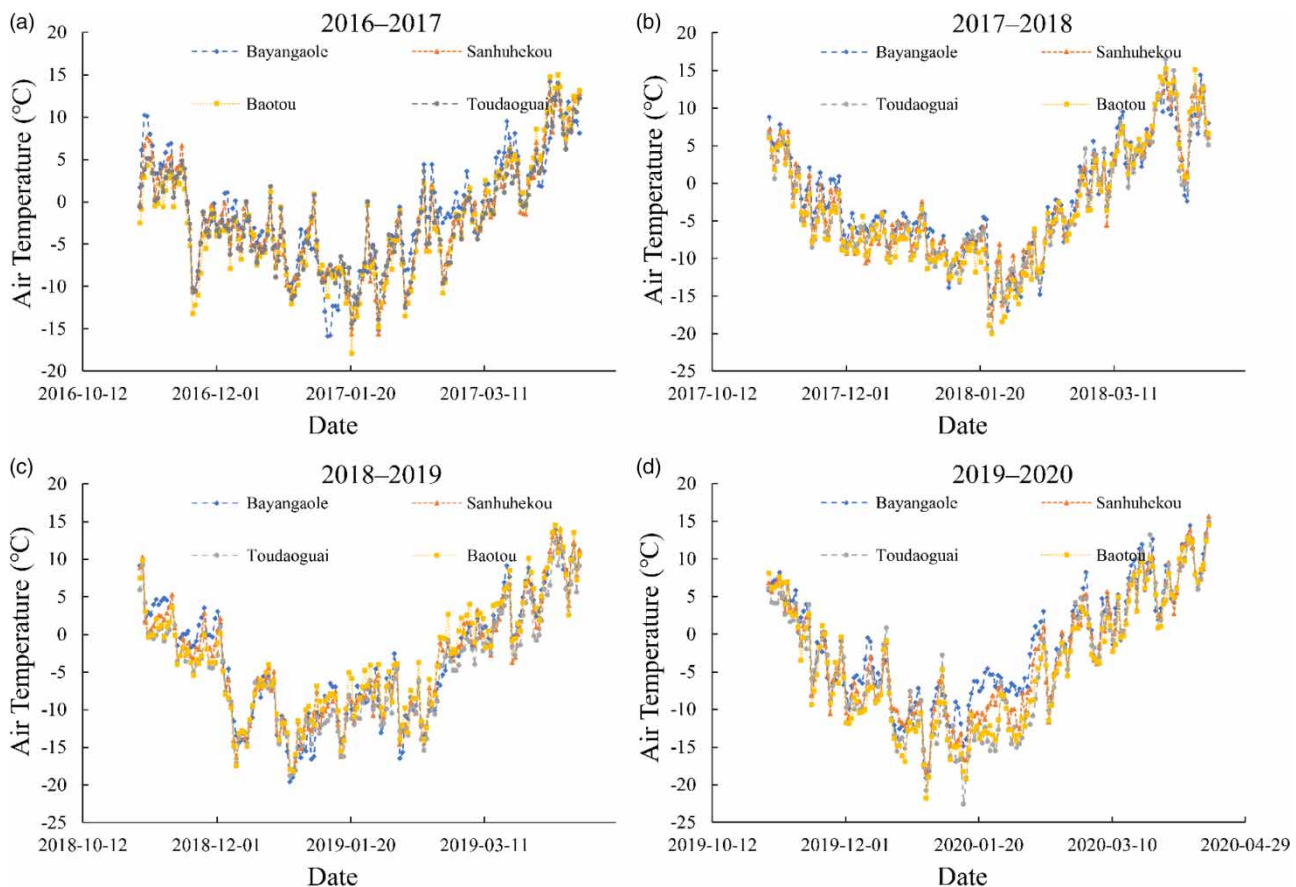 (a)
2016–2017
Bayangaole
Sanhuhekou
Baotou
Toudaoguai
20
15
10
5
0
-5
-10
-15
-20
Air Temperature (°C)
2016-10-12
2016-12-01
2017-01-20
2017-03-11
Date
(b)
2017–2018
Bayangaole
Sanhuhekou
Toudaoguai
Baotou
20
15
10
5
0
-5
-10
-15
-20
-25
Air Temperature (°C)
2017-10-12
2017-12-01
2018-01-20
2018-03-11
Date
(c)
2018–2019
Bayangaole
Sanhuhekou
Toudaoguai
Baotou
20
15
10
5
0
-5
-10
-15
-20
-25
Air Temperature (°C)
2018-10-12
2018-12-01
2019-01-20
2019-03-11
Date
(d)
2019–2020
Bayangaole
Sanhuhekou
Toudaoguai
Baotou
20
15
10
5
0
-5
-10
-15
-20
-25
Air Temperature (°C)
2019-10-12
2019-12-01
2020-01-20
2020-03-10
2020-04-29
Date